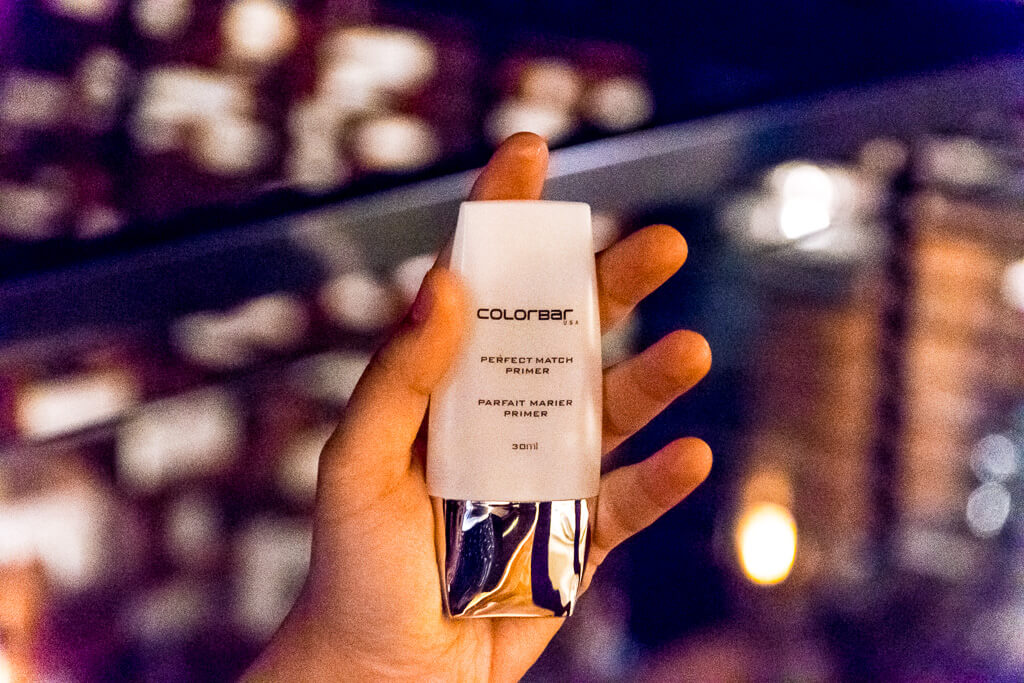 COLORBAR
USA
PERFECT MATCH
PRIMER
PARFAIT MARIER
PRIMER
30ml